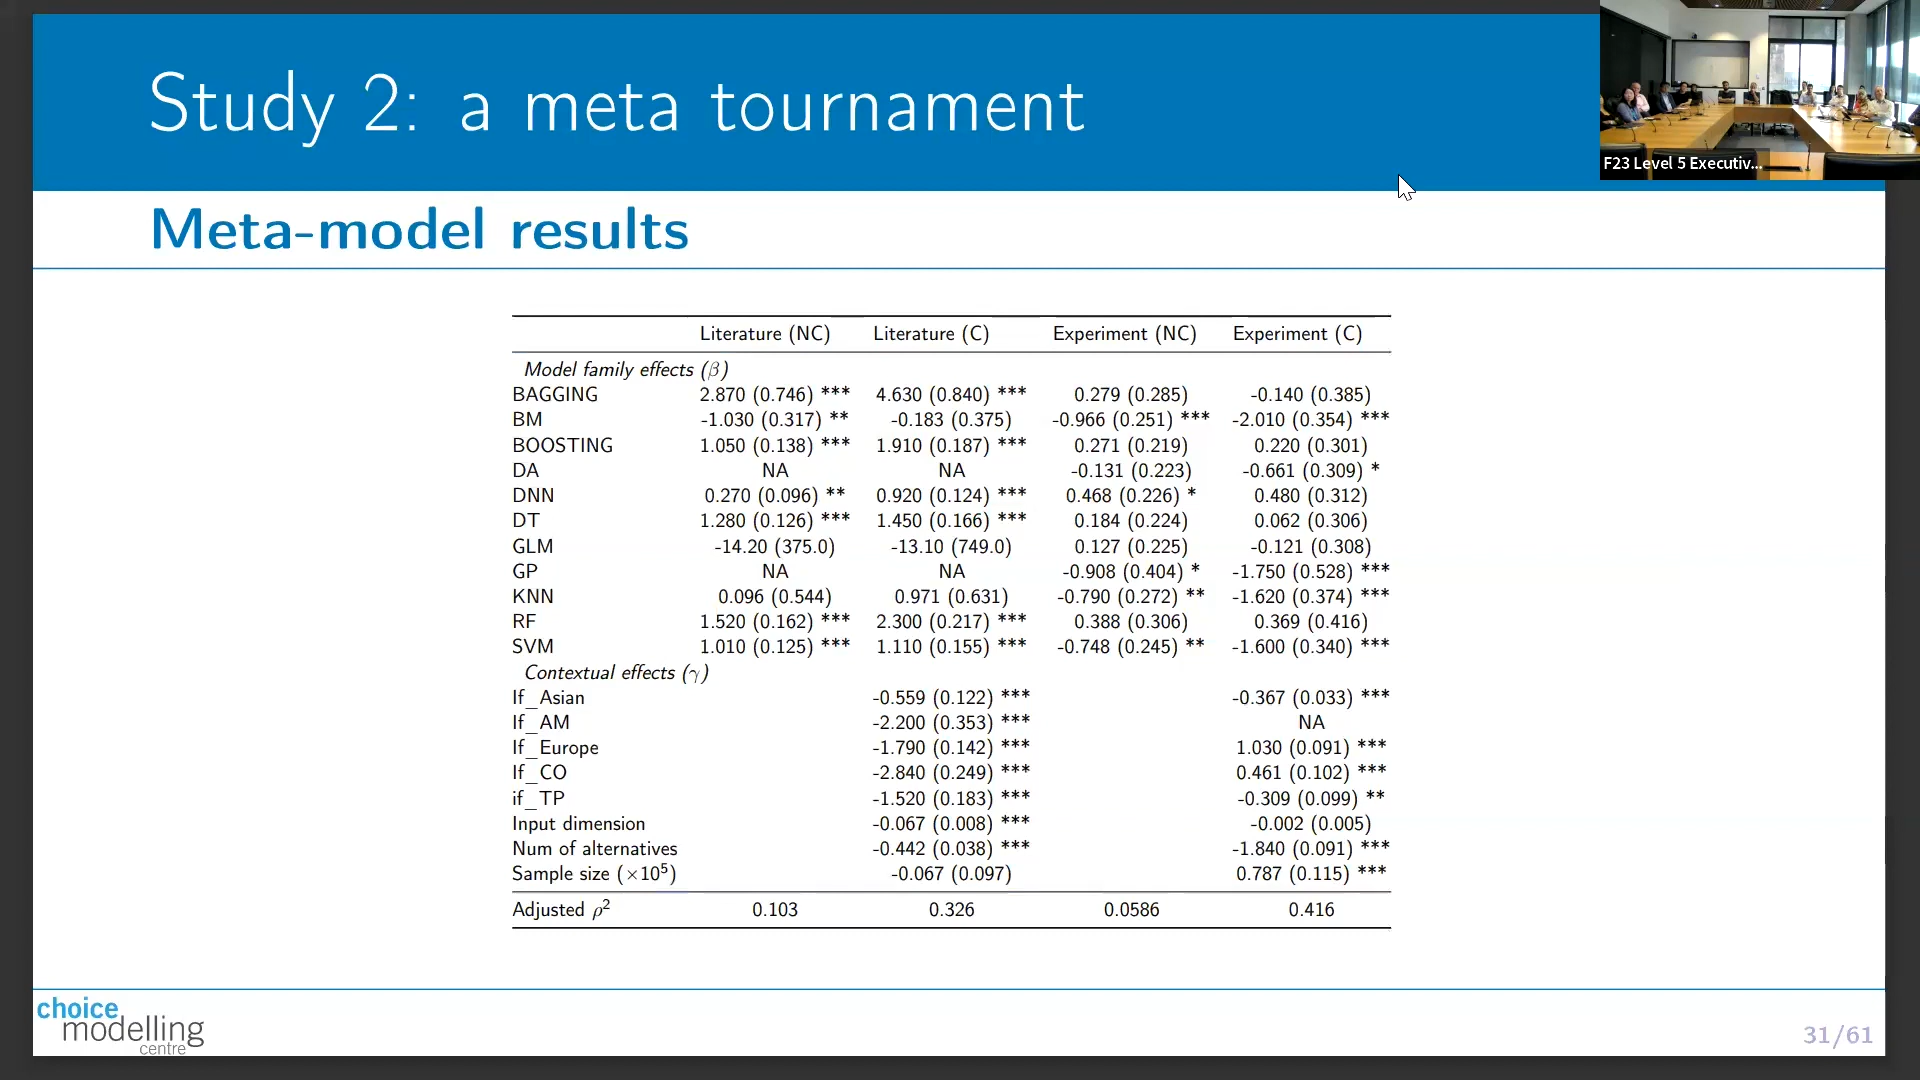 Study 2: a meta tournament
F23 Level 5 Executiv...
Meta-model results
Literature (NC) Literature (C) Experiment (NC) Experiment (C)
Model family effects (β)
BAGGING 2.870 (0.746) *** 4.630 (0.840) *** 0.279 (0.285) -0.140 (0.385)
BM -1.030 (0.317) ** -0.183 (0.375) -0.966 (0.251) *** -2.010 (0.354) ***
BOOSTING 1.050 (0.138) *** 1.910 (0.187) *** 0.271 (0.219) 0.220 (0.301)
DA NA NA -0.131 (0.223) -0.661 (0.309) *
DNN 0.270 (0.096) ** 0.920 (0.124) *** 0.468 (0.226) * 0.480 (0.312)
DT 1.280 (0.126) *** 1.450 (0.166) *** 0.184 (0.224) 0.062 (0.306)
GLM -14.20 (375.0) -13.10 (749.0) 0.127 (0.225) -0.121 (0.308)
GP NA NA -0.908 (0.404) * -1.750 (0.528) ***
KNN 0.096 (0.544) 0.971 (0.631) -0.790 (0.272) ** -1.620 (0.374) ***
RF 1.520 (0.162) *** 2.300 (0.217) *** 0.388 (0.306) 0.369 (0.416)
SVM 1.010 (0.125) *** 1.110 (0.155) *** -0.748 (0.245) ** -1.600 (0.340) ***
Contextual effects (γ)
If_Asian -0.559 (0.122) *** -0.367 (0.033) ***
If_AM -2.200 (0.353) *** NA
If_Europe -1.790 (0.142) *** 1.030 (0.091) ***
If_CO -2.840 (0.249) *** 0.461 (0.102) ***
if_TP -1.520 (0.183) *** -0.309 (0.099) **
Input dimension -0.067 (0.008) *** -0.002 (0.005)
Num of alternatives -0.442 (0.038) *** -1.840 (0.091) ***
Sample size (×10⁵) -0.067 (0.097) 0.787 (0.115) ***
Adjusted ρ² 0.103 0.326 0.0586 0.416
choice
modelling
centre
31/61